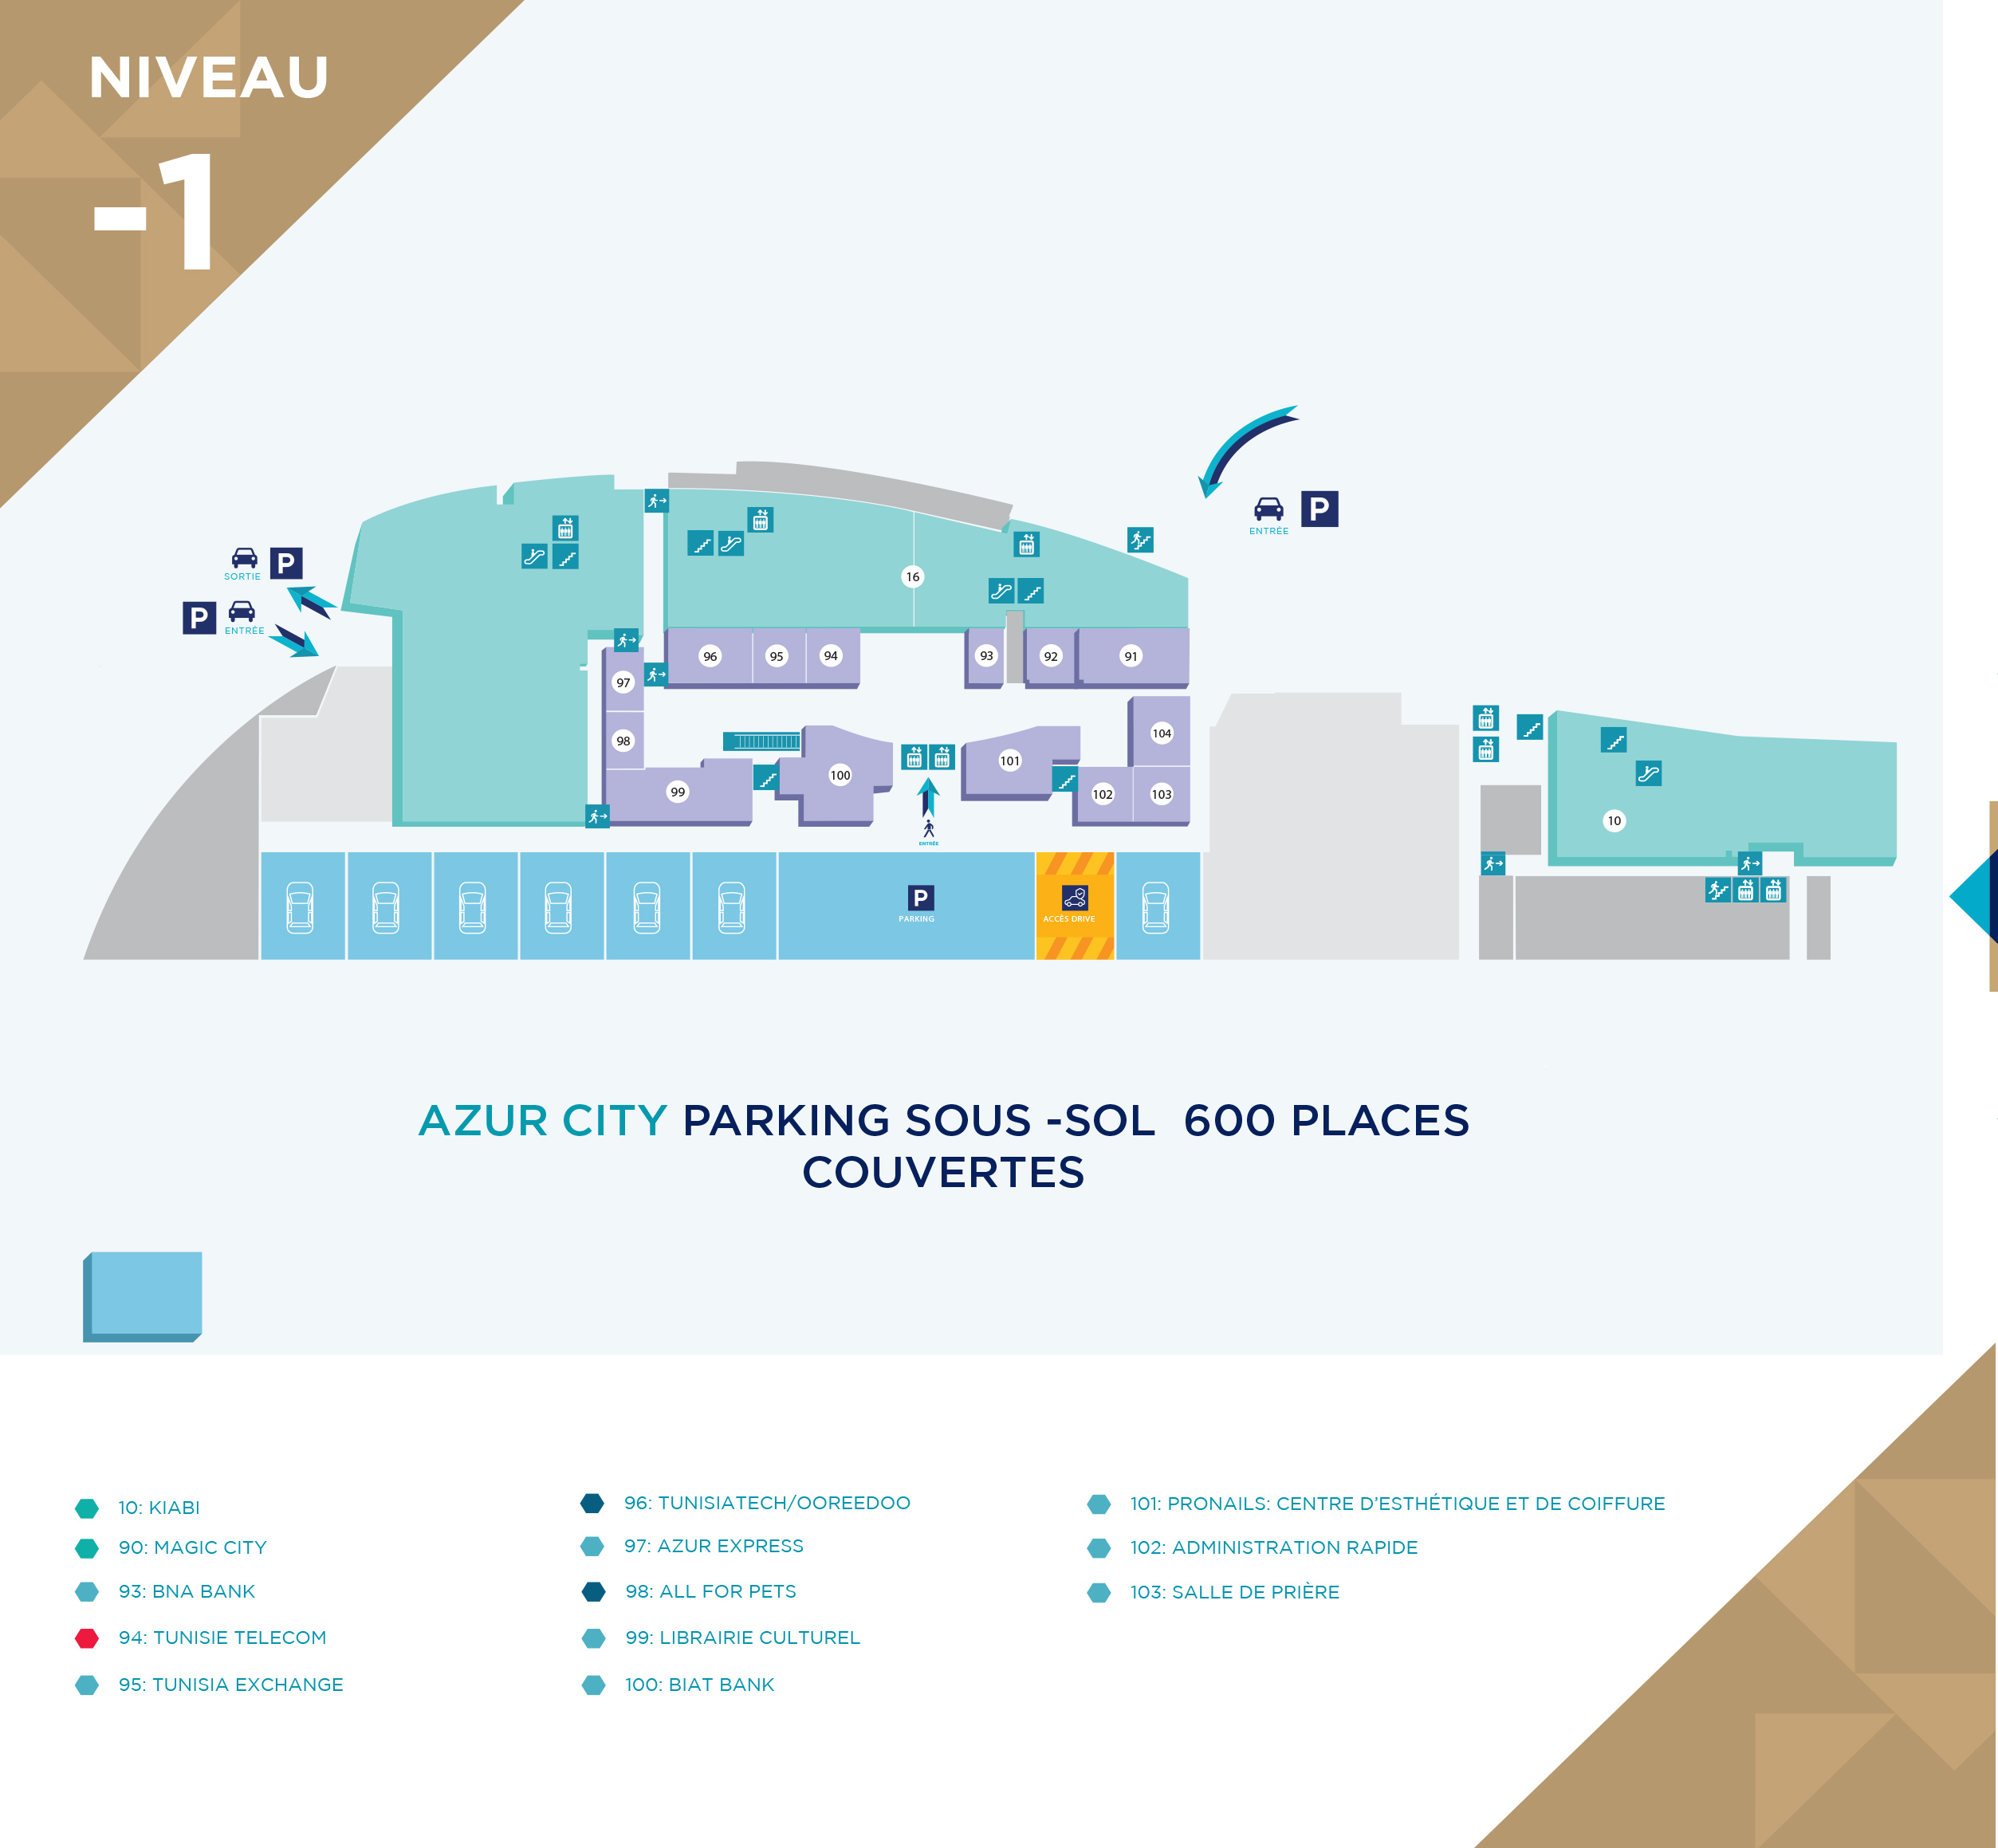 NIVEAU
-1
ENTRÉE
P
SORTIE
P
P
ENTRÉE
16
96
95
94
93
92
91
97
98
99
100
101
104
102
103
10
ENTRÉE
P
PARKING
ACCÈS DRIVE
AZUR CITY PARKING SOUS -SOL 600 PLACES
COUVERTES
10: KIABI
90: MAGIC CITY
93: BNA BANK
94: TUNISIE TELECOM
95: TUNISIA EXCHANGE
96: TUNISIATECH/OOREEDOO
97: AZUR EXPRESS
98: ALL FOR PETS
99: LIBRAIRIE CULTUREL
100: BIAT BANK
101: PRONAILS: CENTRE D’ESTHÉTIQUE ET DE COIFFURE
102: ADMINISTRATION RAPIDE
103: SALLE DE PRIÈRE